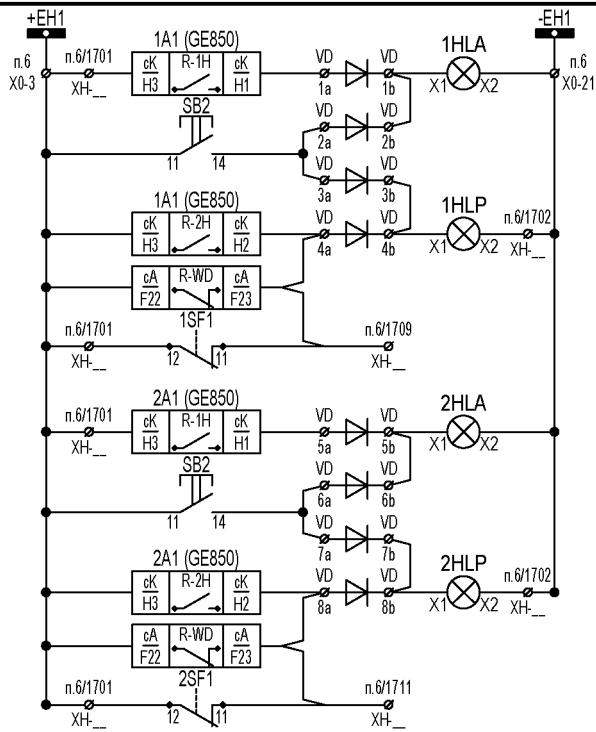 +EH1 -EH1
п.6 п.6/1701 1A1 (GE850) VD VD 1HLA п.6
X0-3 XH-__ cK H3 R-1H cK H1 1a 1b X1 X2 X0-21
SB2 VD VD
11 14 2a 2b
VD VD
3a 3b
1A1 (GE850) VD VD 1HLP п.6/1702
cK H3 R-2H cK H2 4a 4b X1 X2 XH-__
cA F22 R-WD cA F23
п.6/1701 1SF1 п.6/1709
XH-__ 12 11 XH-__
п.6/1701 2A1 (GE850) VD VD 2HLA
XH-__ cK H3 R-1H cK H1 5a 5b X1 X2
SB2 VD VD
11 14 6a 6b
VD VD
7a 7b
2A1 (GE850) VD VD 2HLP п.6/1702
cK H3 R-2H cK H2 8a 8b X1 X2 XH-__
cA F22 R-WD cA F23
п.6/1701 2SF1 п.6/1711
XH-__ 12 11 XH-__